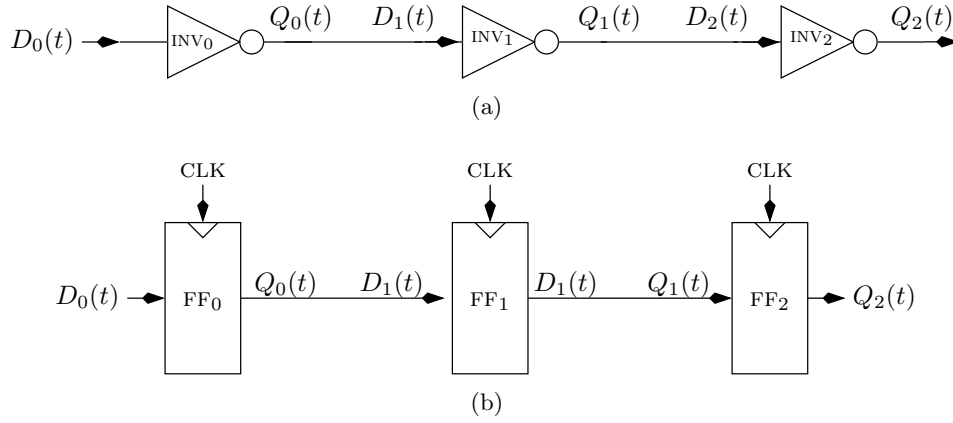 Q₀(t) D₁(t) Q₁(t) D₂(t) Q₂(t)
D₀(t) INV₀ INV₁ INV₂
(a)
CLK CLK CLK
Q₀(t) D₁(t) D₁(t) Q₁(t)
D₀(t) FF₀ FF₁ FF₂ Q₂(t)
(b)